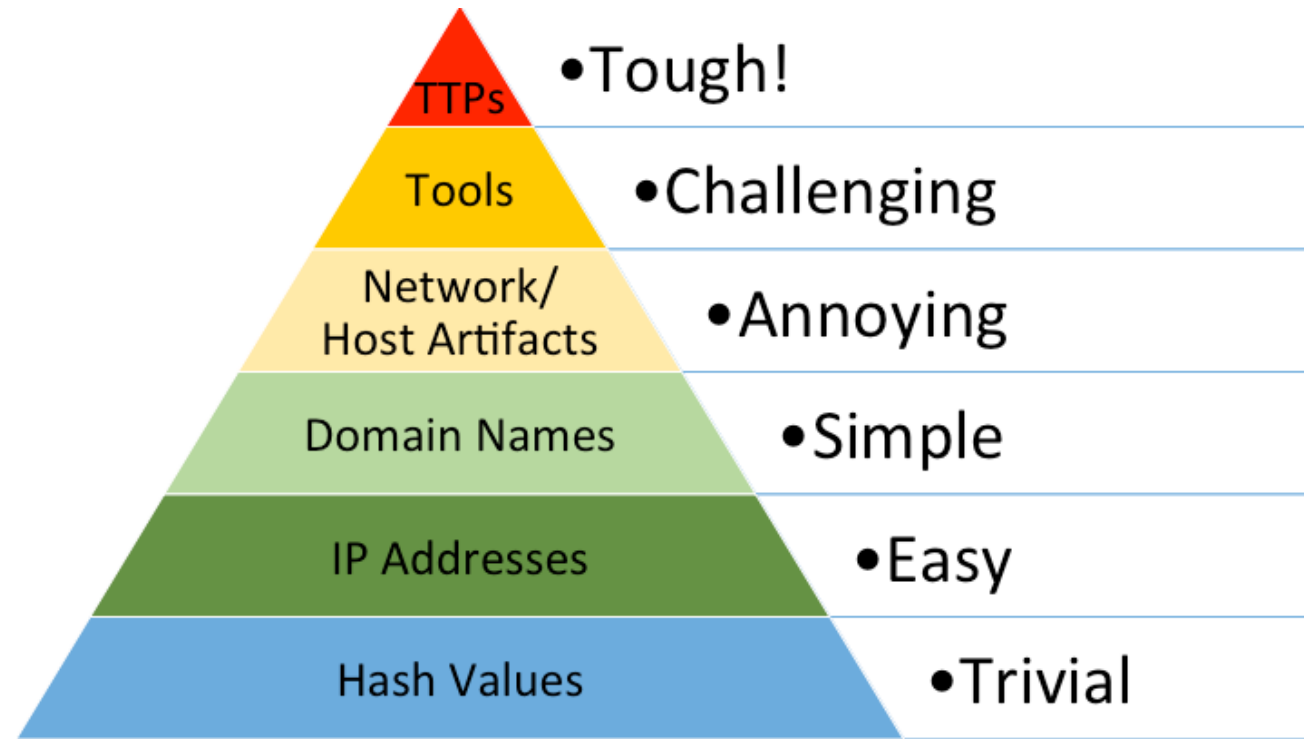 TTPs
•Tough!
Tools
•Challenging
Network/
Host Artifacts
•Annoying
Domain Names
•Simple
IP Addresses
•Easy
Hash Values
•Trivial